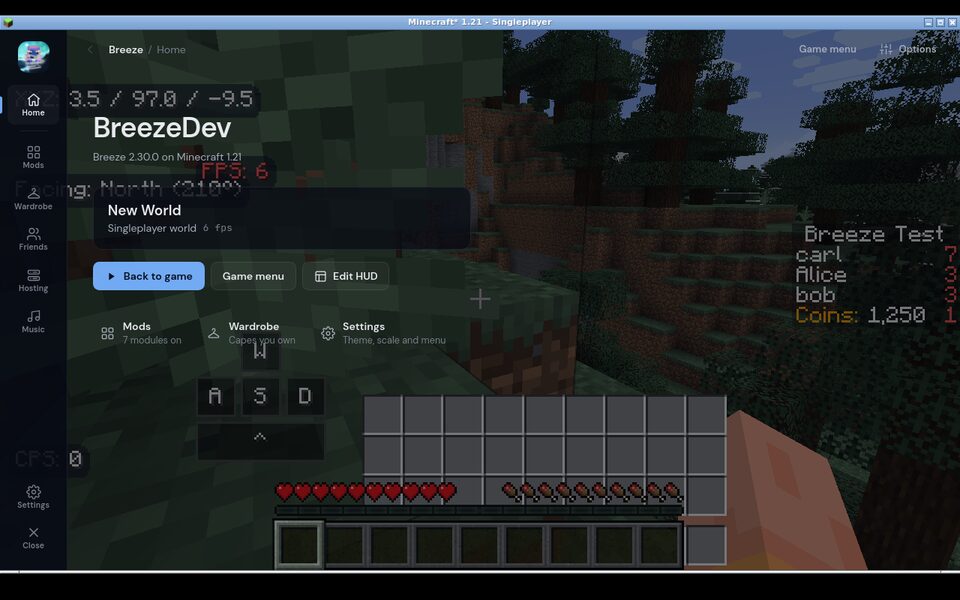 Minecraft* 1.21 - Singleplayer
Breeze / Home
Game menu
Options
XYZ: 3.5 / 97.0 / -9.5
Home
BreezeDev
Breeze 2.30.0 on Minecraft 1.21
Mods
FPS: 6
Facing: North (210°)
Wardrobe
New World
Singleplayer world 6 fps
Friends
Breeze Test
carl 7
Alice 3
bob 3
Coins: 1,250 1
Hosting
Back to game
Game menu
Edit HUD
Music
Mods
7 modules on
Wardrobe
Capes you own
Settings
Theme, scale and menu
W
A S D
^
CPS: 0
Settings
Close